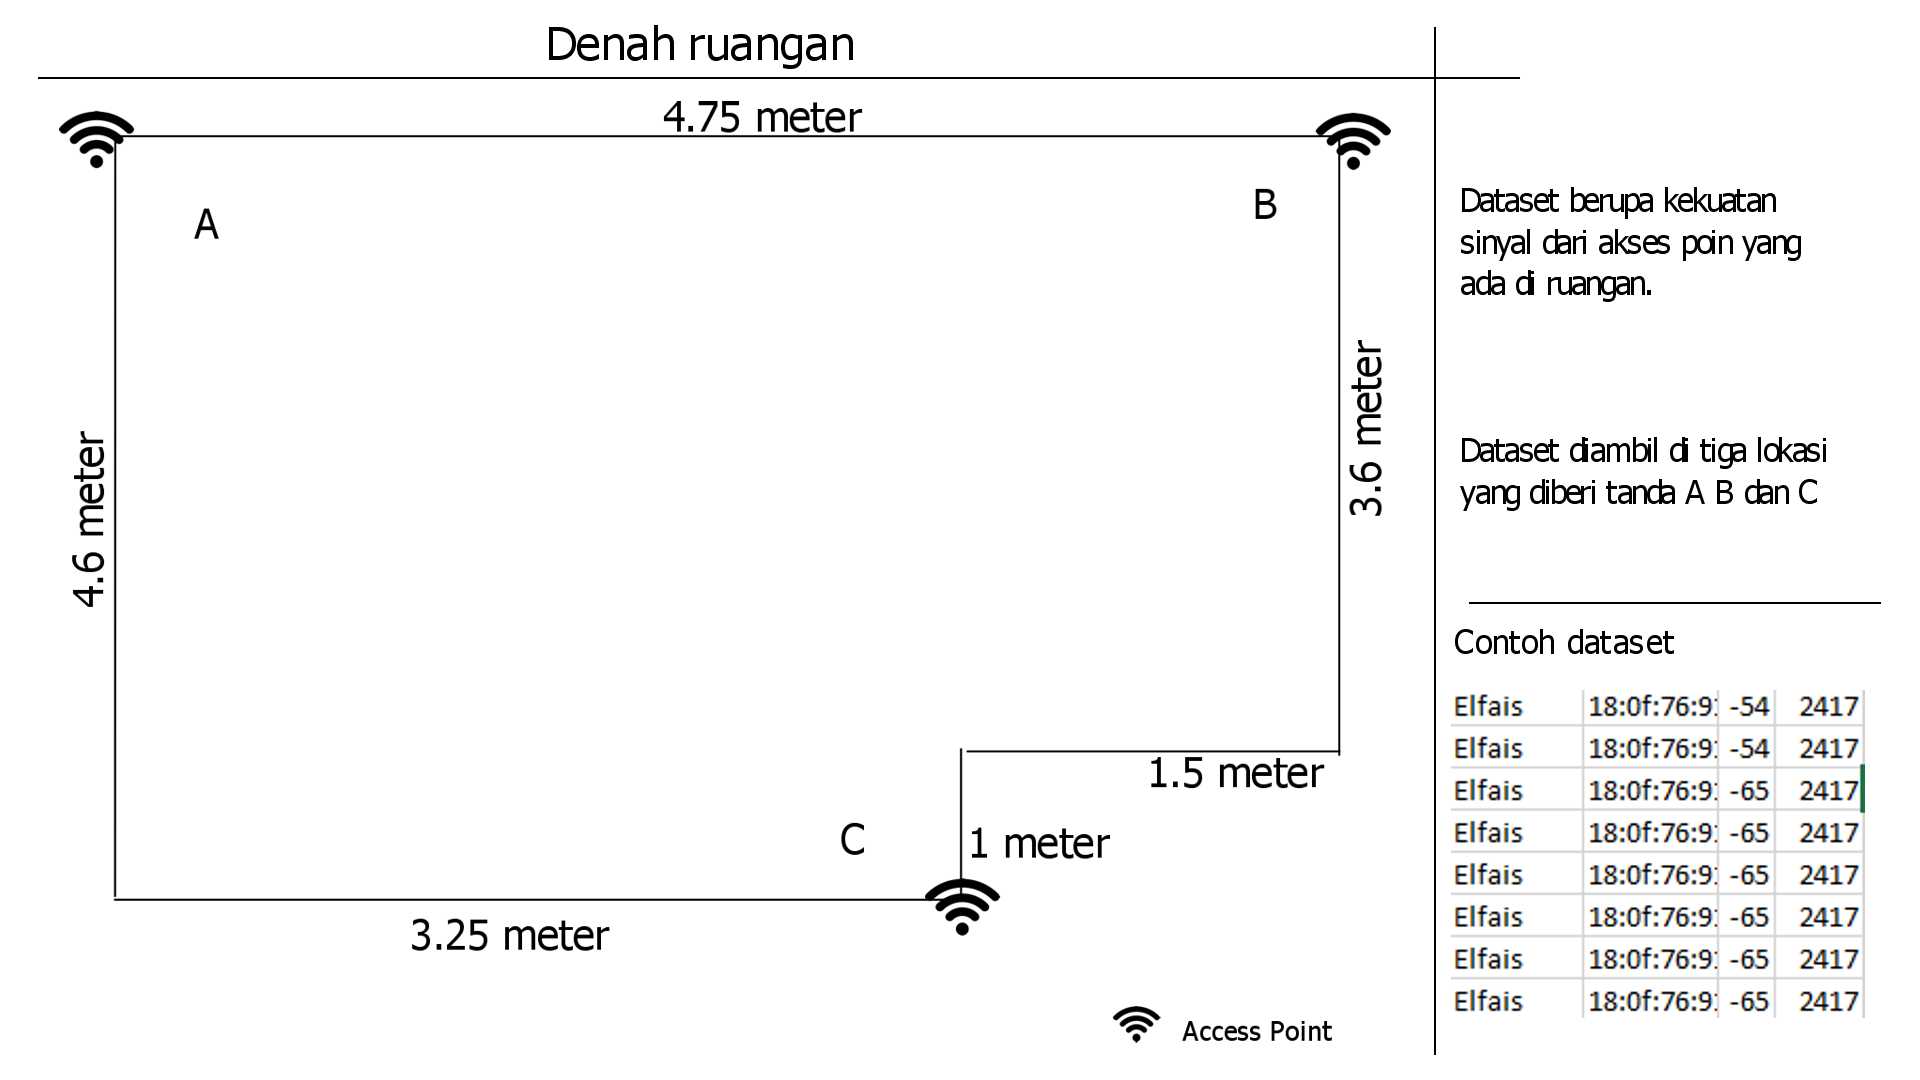 Denah ruangan
4.75 meter
A
B
4.6 meter
3.6 meter
1.5 meter
C
1 meter
3.25 meter
Access Point
Dataset berupa kekuatan
sinyal dari akses poin yang
ada di ruangan.
Dataset diambil di tiga lokasi
yang diberi tanda A B dan C
Contoh dataset
Elfais 18:0f:76:9 -54 2417
Elfais 18:0f:76:9 -54 2417
Elfais 18:0f:76:9 -65 2417
Elfais 18:0f:76:9 -65 2417
Elfais 18:0f:76:9 -65 2417
Elfais 18:0f:76:9 -65 2417
Elfais 18:0f:76:9 -65 2417
Elfais 18:0f:76:9 -65 2417